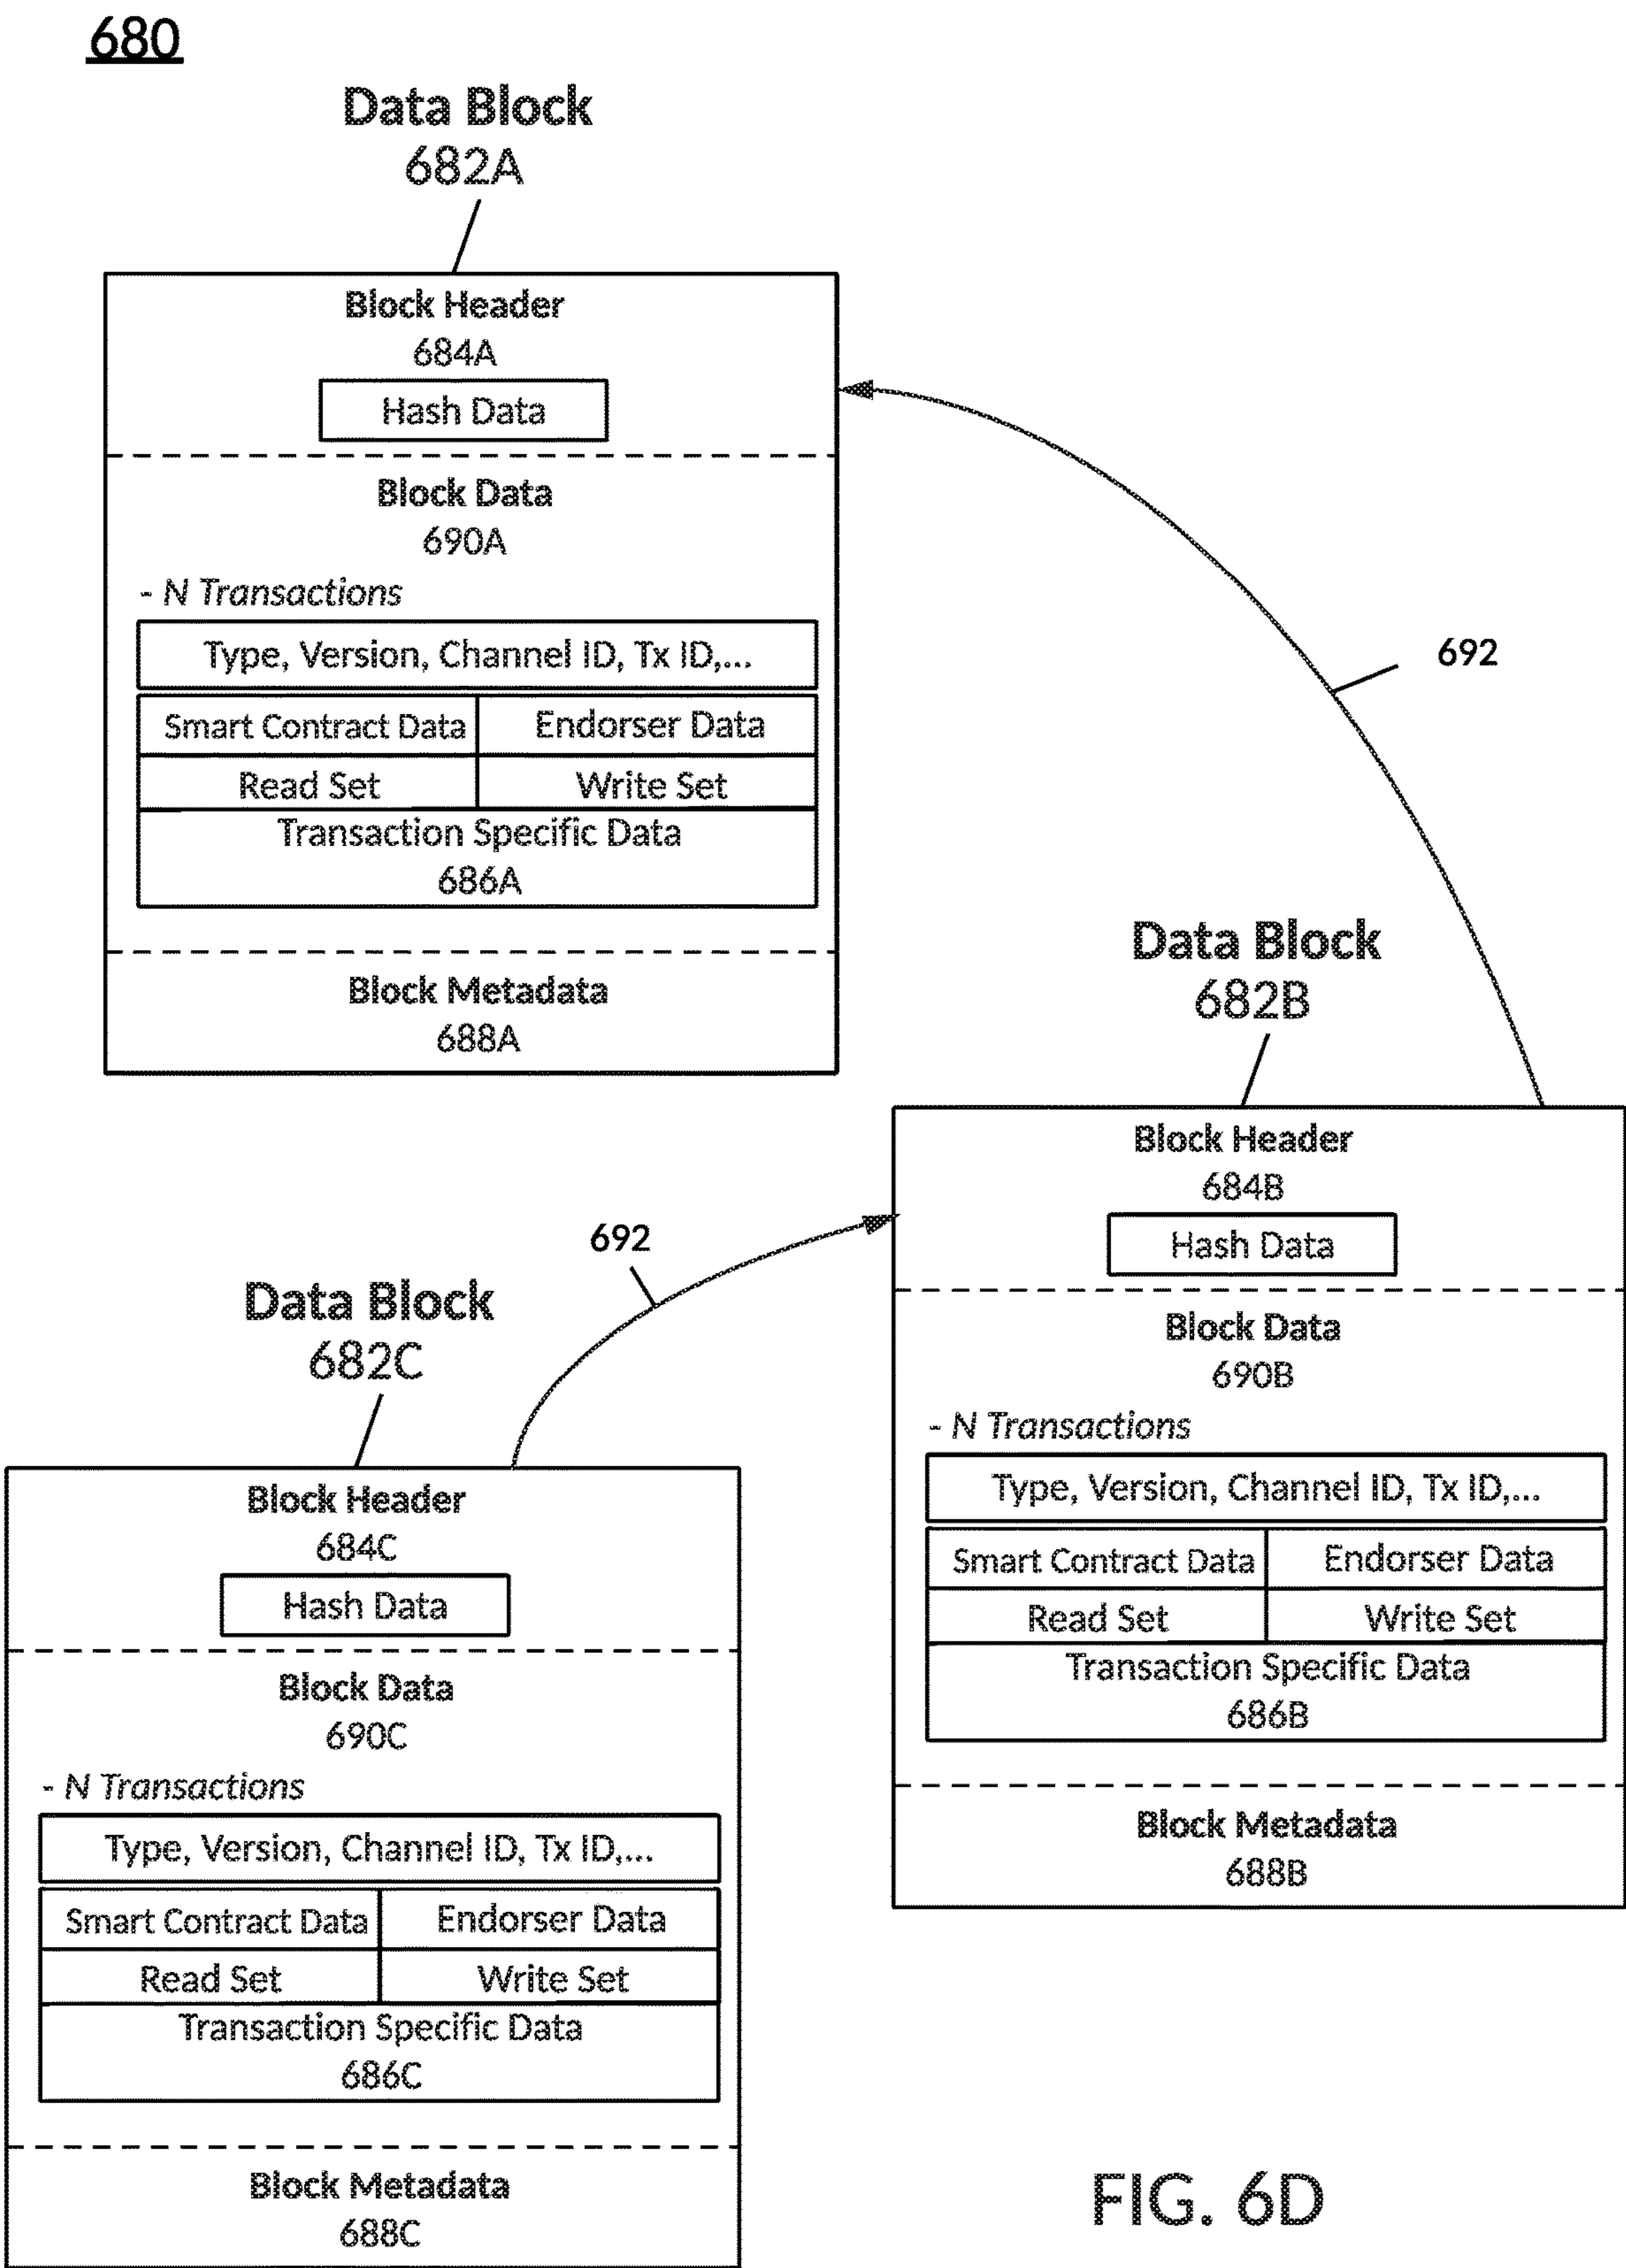 680
Data Block
682A
Block Header
684A
Hash Data
Block Data
690A
- N Transactions
Type, Version, Channel ID, Tx ID,...
Smart Contract Data Endorser Data
Read Set Write Set
Transaction Specific Data
686A
Block Metadata
688A
692
Data Block
682B
Block Header
684B
Hash Data
Block Data
690B
- N Transactions
Type, Version, Channel ID, Tx ID,...
Smart Contract Data Endorser Data
Read Set Write Set
Transaction Specific Data
686B
Block Metadata
688B
692
Data Block
682C
Block Header
684C
Hash Data
Block Data
690C
- N Transactions
Type, Version, Channel ID, Tx ID,...
Smart Contract Data Endorser Data
Read Set Write Set
Transaction Specific Data
686C
Block Metadata
688C
FIG. 6D